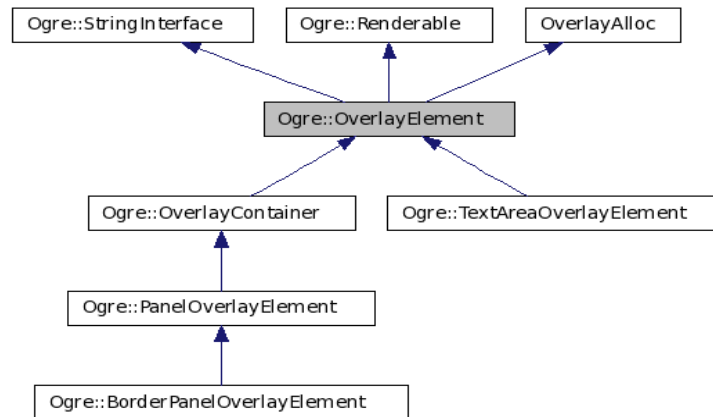 Ogre::StringInterface
Ogre::Renderable
OverlayAlloc
Ogre::OverlayElement
Ogre::OverlayContainer
Ogre::TextAreaOverlayElement
Ogre::PanelOverlayElement
Ogre::BorderPanelOverlayElement